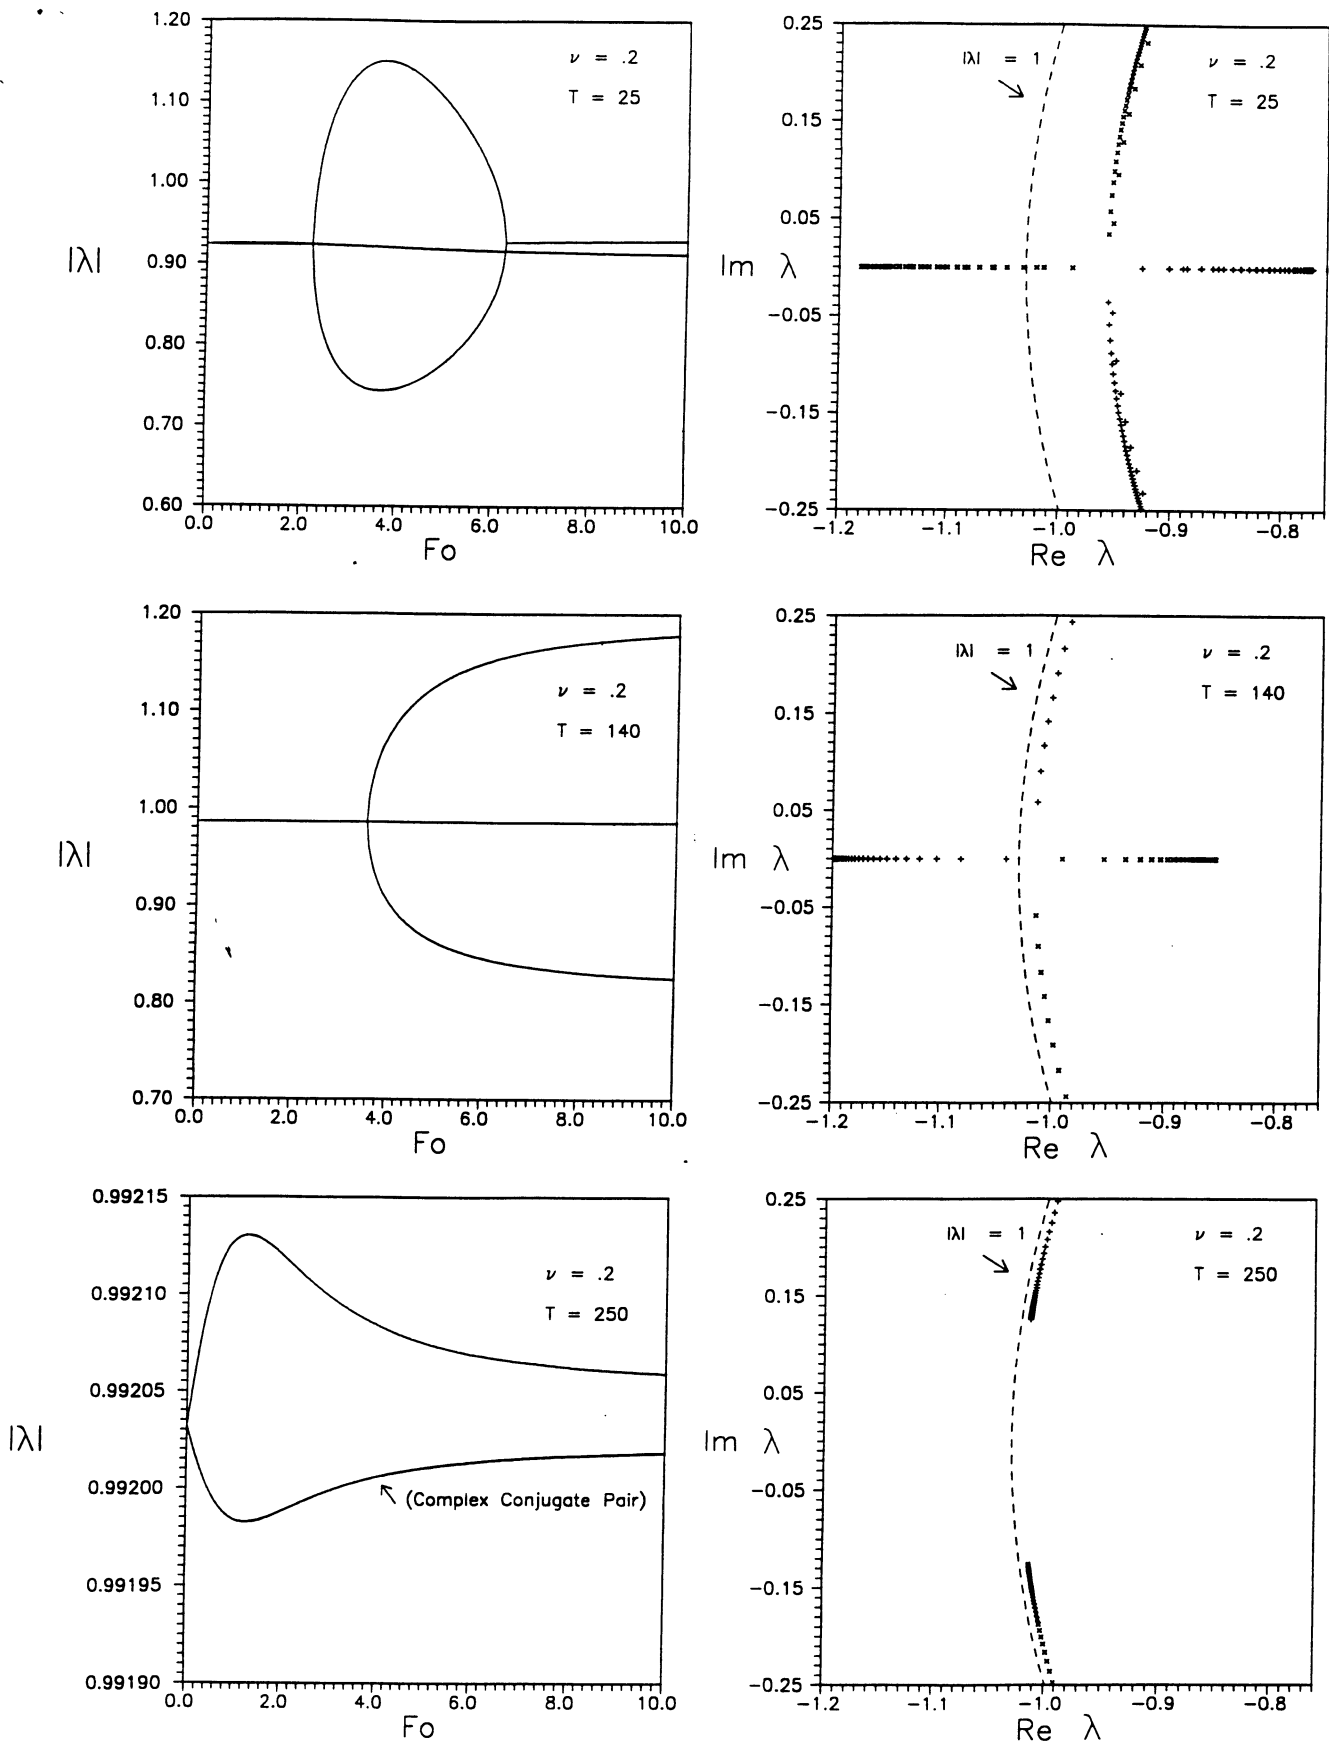 1.20
1.10
1.00
0.90
0.80
0.70
0.60
|λ|
ν = .2
T = 25
0.0 2.0 4.0 6.0 8.0 10.0
Fo
0.25
0.15
0.05
−0.05
−0.15
−0.25
Im λ
|λ| = 1
ν = .2
T = 25
−1.2 −1.1 −1.0 −0.9 −0.8
Re λ
1.20
1.10
1.00
0.90
0.80
0.70
|λ|
ν = .2
T = 140
0.0 2.0 4.0 6.0 8.0 10.0
Fo
0.25
0.15
0.05
−0.05
−0.15
−0.25
Im λ
|λ| = 1
ν = .2
T = 140
−1.2 −1.1 −1.0 −0.9 −0.8
Re λ
0.99215
0.99210
0.99205
0.99200
0.99195
0.99190
|λ|
ν = .2
T = 250
(Complex Conjugate Pair)
0.0 2.0 4.0 6.0 8.0 10.0
Fo
0.25
0.15
0.05
−0.05
−0.15
−0.25
Im λ
|λ| = 1
ν = .2
T = 250
−1.2 −1.1 −1.0 −0.9 −0.8
Re λ